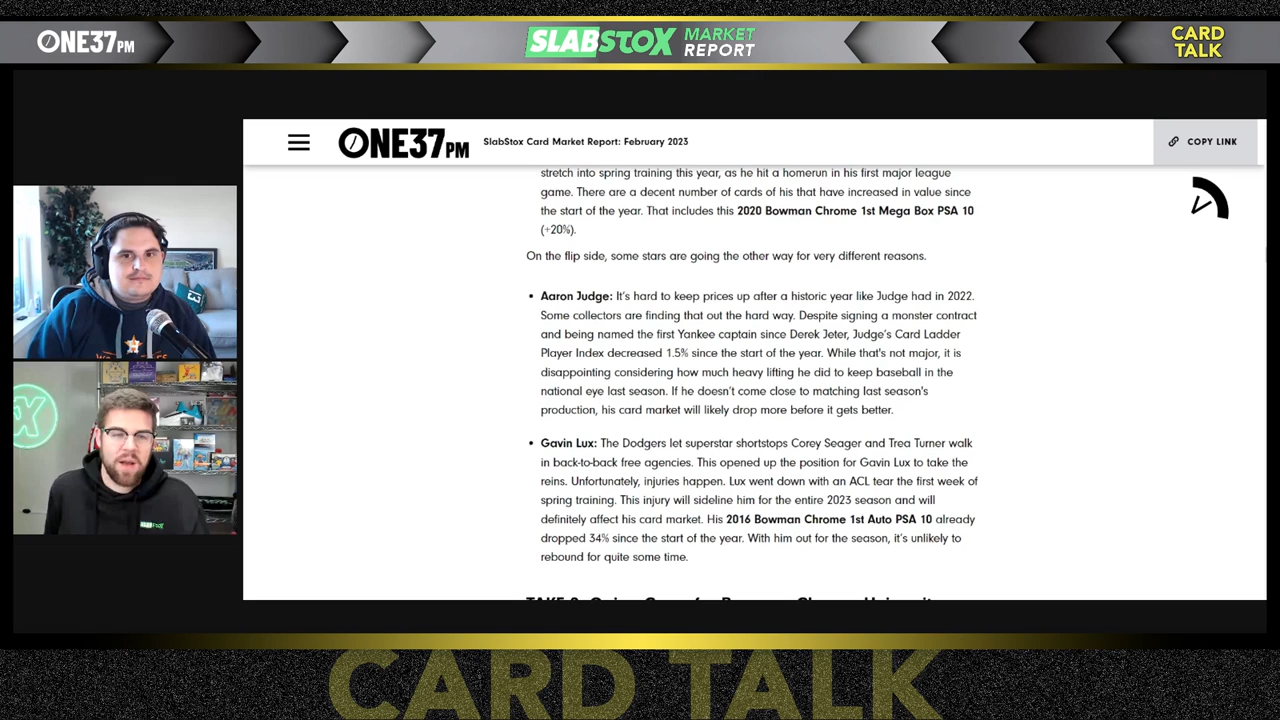 ONE37PM
SLABSTOX MARKET REPORT
CARD TALK
ONE37PM
SlabStox Card Market Report: February 2023
COPY LINK
stretch into spring training this year, as he hit a homerun in his first major league
game. There are a decent number of cards of his that have increased in value since
the start of the year. That includes this 2020 Bowman Chrome 1st Mega Box PSA 10
(+20%).
On the flip side, some stars are going the other way for very different reasons.
• Aaron Judge: It's hard to keep prices up after a historic year like Judge had in 2022.
Some collectors are finding that out the hard way. Despite signing a monster contract
and being named the first Yankee captain since Derek Jeter, Judge's Card Ladder
Player Index decreased 1.5% since the start of the year. While that's not major, it is
disappointing considering how much heavy lifting he did to keep baseball in the
national eye last season. If he doesn't come close to matching last season's
production, his card market will likely drop more before it gets better.
• Gavin Lux: The Dodgers let superstar shortstops Corey Seager and Trea Turner walk
in back-to-back free agencies. This opened up the position for Gavin Lux to take the
reins. Unfortunately, injuries happen. Lux went down with an ACL tear the first week of
spring training. This injury will sideline him for the entire 2023 season and will
definitely affect his card market. His 2016 Bowman Chrome 1st Auto PSA 10 already
dropped 34% since the start of the year. With him out for the season, it's unlikely to
rebound for quite some time.
SLABSTOX
CARD TALK